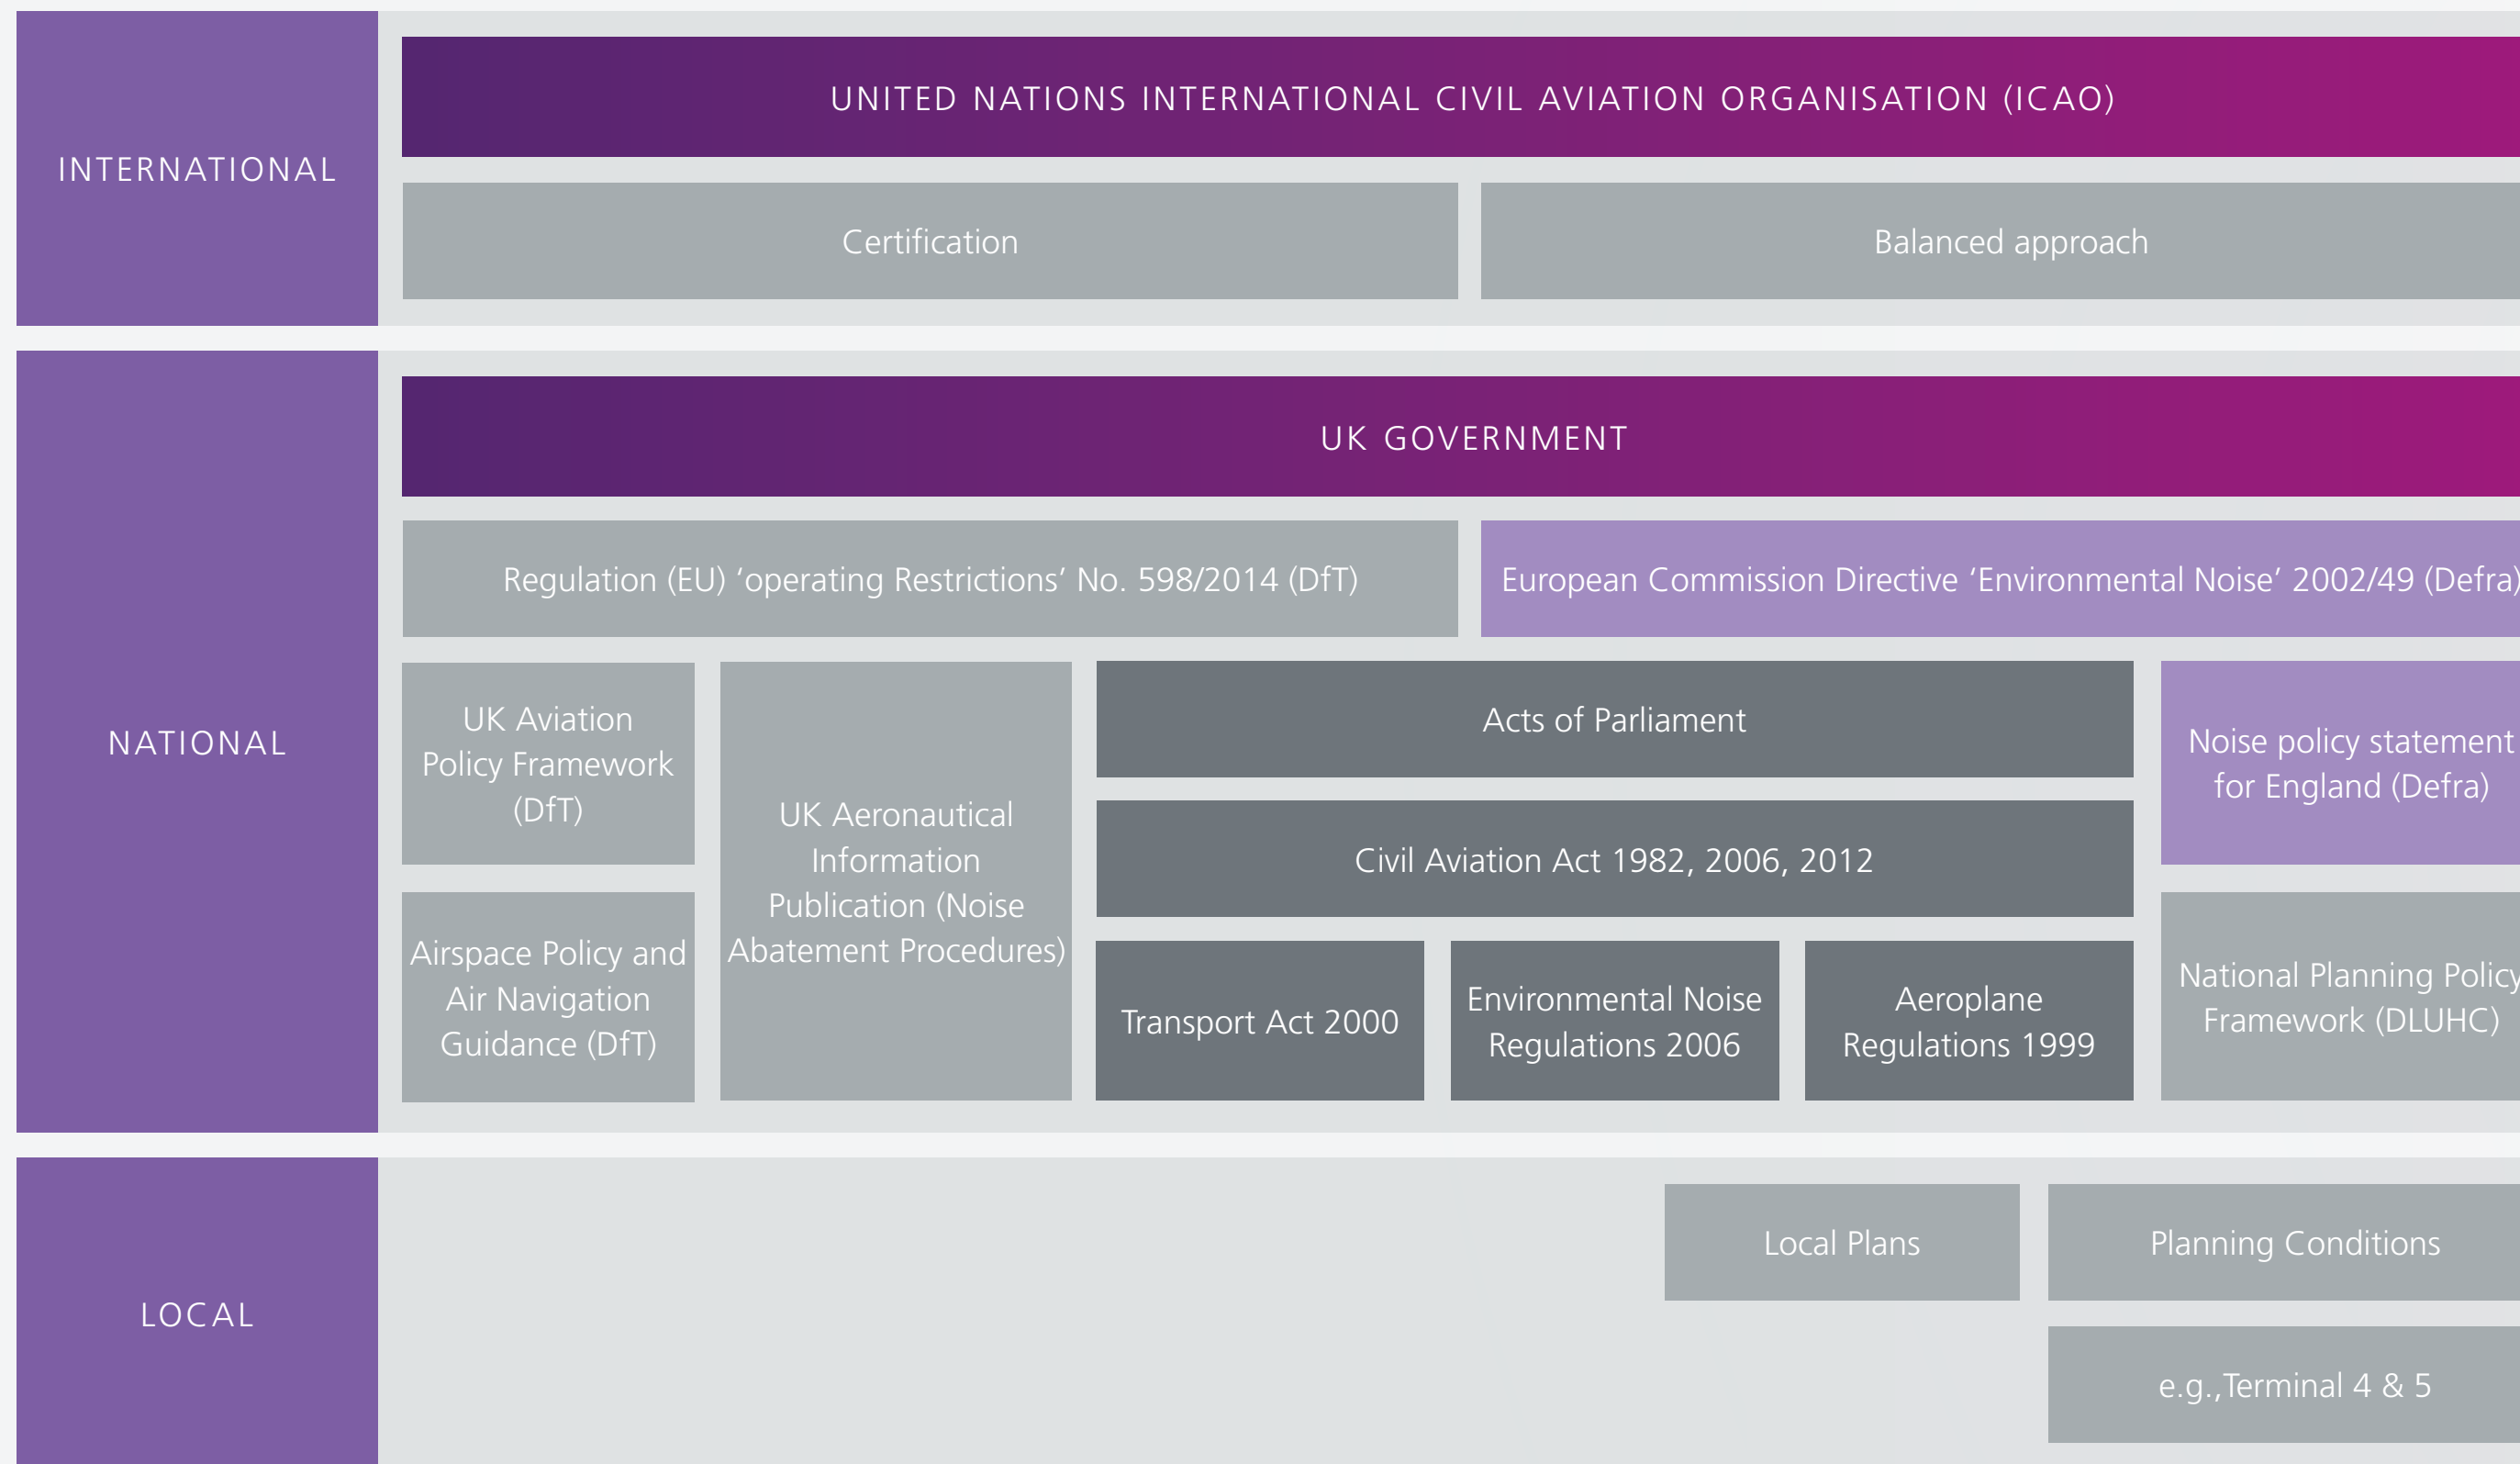 INTERNATIONAL
UNITED NATIONS INTERNATIONAL CIVIL AVIATION ORGANISATION (ICAO)
Certification
Balanced approach
NATIONAL
UK GOVERNMENT
Regulation (EU) ‘operating Restrictions’ No. 598/2014 (DfT)
European Commission Directive ‘Environmental Noise’ 2002/49 (Defra)
UK Aviation
Policy Framework
(DfT)
Airspace Policy and
Air Navigation
Guidance (DfT)
UK Aeronautical
Information
Publication (Noise
Abatement Procedures)
Acts of Parliament
Civil Aviation Act 1982, 2006, 2012
Transport Act 2000
Environmental Noise
Regulations 2006
Aeroplane
Regulations 1999
Noise policy statement
for England (Defra)
National Planning Policy
Framework (DLUHC)
LOCAL
Local Plans
Planning Conditions
e.g.,Terminal 4 & 5